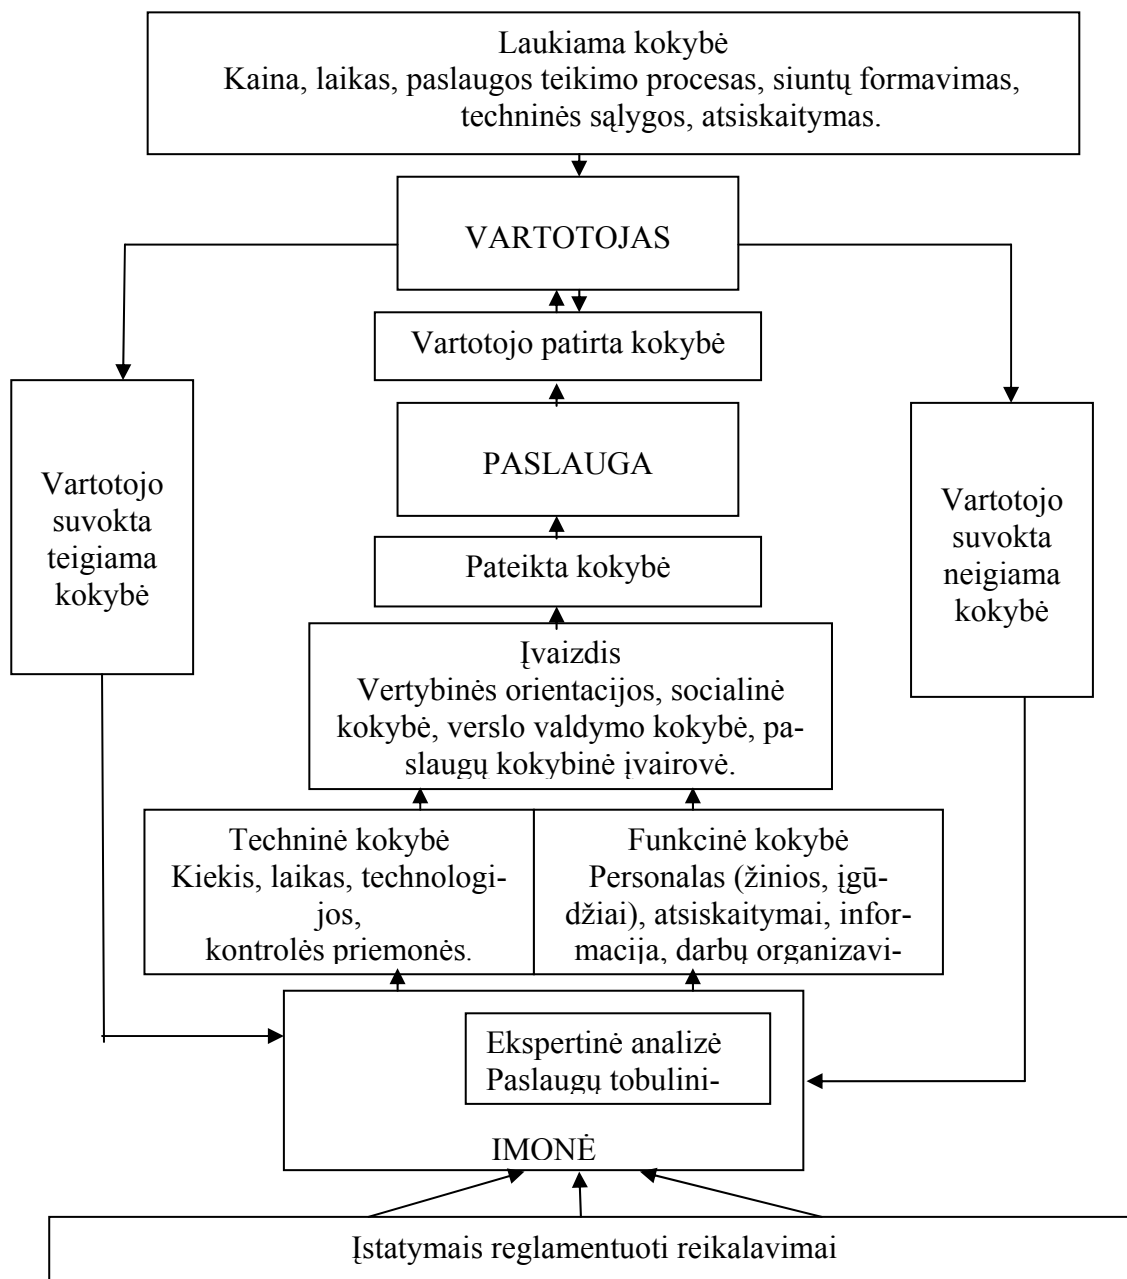 Laukiama kokybė
Kaina, laikas, paslaugos teikimo procesas, siuntų formavimas,
techninės sąlygos, atsiskaitymas.
VARTOTOJAS
Vartotojo patirta kokybė
PASLAUGA
Vartotojo
suvokta
teigiama
kokybė
Vartotojo
suvokta
neigiama
kokybė
Pateikta kokybė
Įvaizdis
Vertybinės orientacijos, socialinė
kokybė, verslo valdymo kokybė, pa-
slaugų kokybinė įvairovė.
Techninė kokybė
Kiekis, laikas, technologi-
jos,
kontrolės priemonės.
Funkcinė kokybė
Personalas (žinios, įgū-
džiai), atsiskaitymai, infor-
macija, darbų organizavi-
Ekspertinė analizė
Paslaugų tobulini-
IMONĖ
Įstatymais reglamentuoti reikalavimai